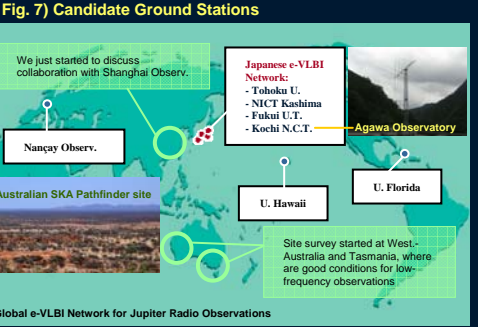 Fig. 7) Candidate Ground Stations
We just started to discuss
collaboration with Shanghai Observ.
Japanese e-VLBI
Network:
- Tohoku U.
- NICT Kashima
- Fukui U.T.
- Kochi N.C.T.
Agawa Observatory
Nançay Observ.
Australian SKA Pathfinder site
U. Hawaii
U. Florida
Site survey started at West.-
Australia and Tasmania, where
are good conditions for low-
frequency observations
Global e-VLBI Network for Jupiter Radio Observations